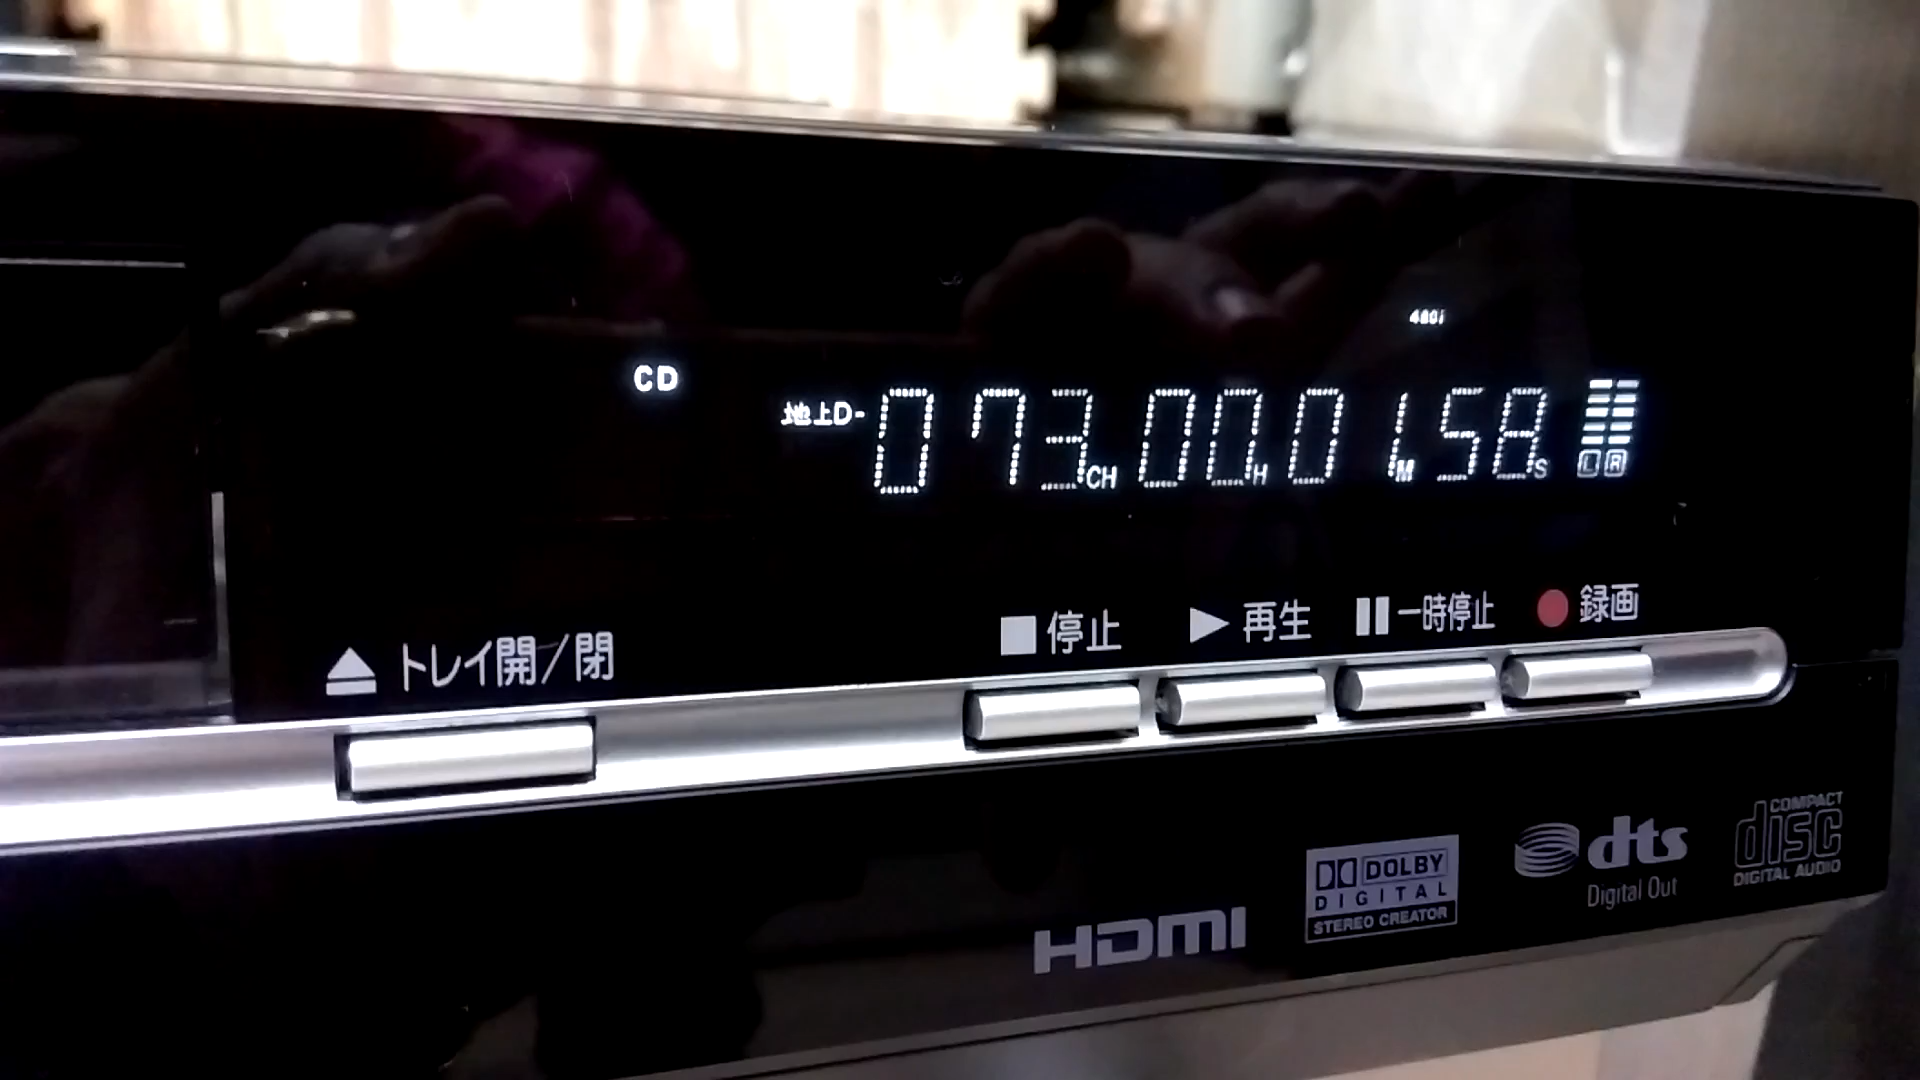 480i
CD
地上D- 073CH 00H 01M 58S
L R
トレイ開/閉
停止 再生 一時停止 録画
HDMI
DOLBY
DIGITAL
STEREO CREATOR
dts
Digital Out
COMPACT
disc
DIGITAL AUDIO